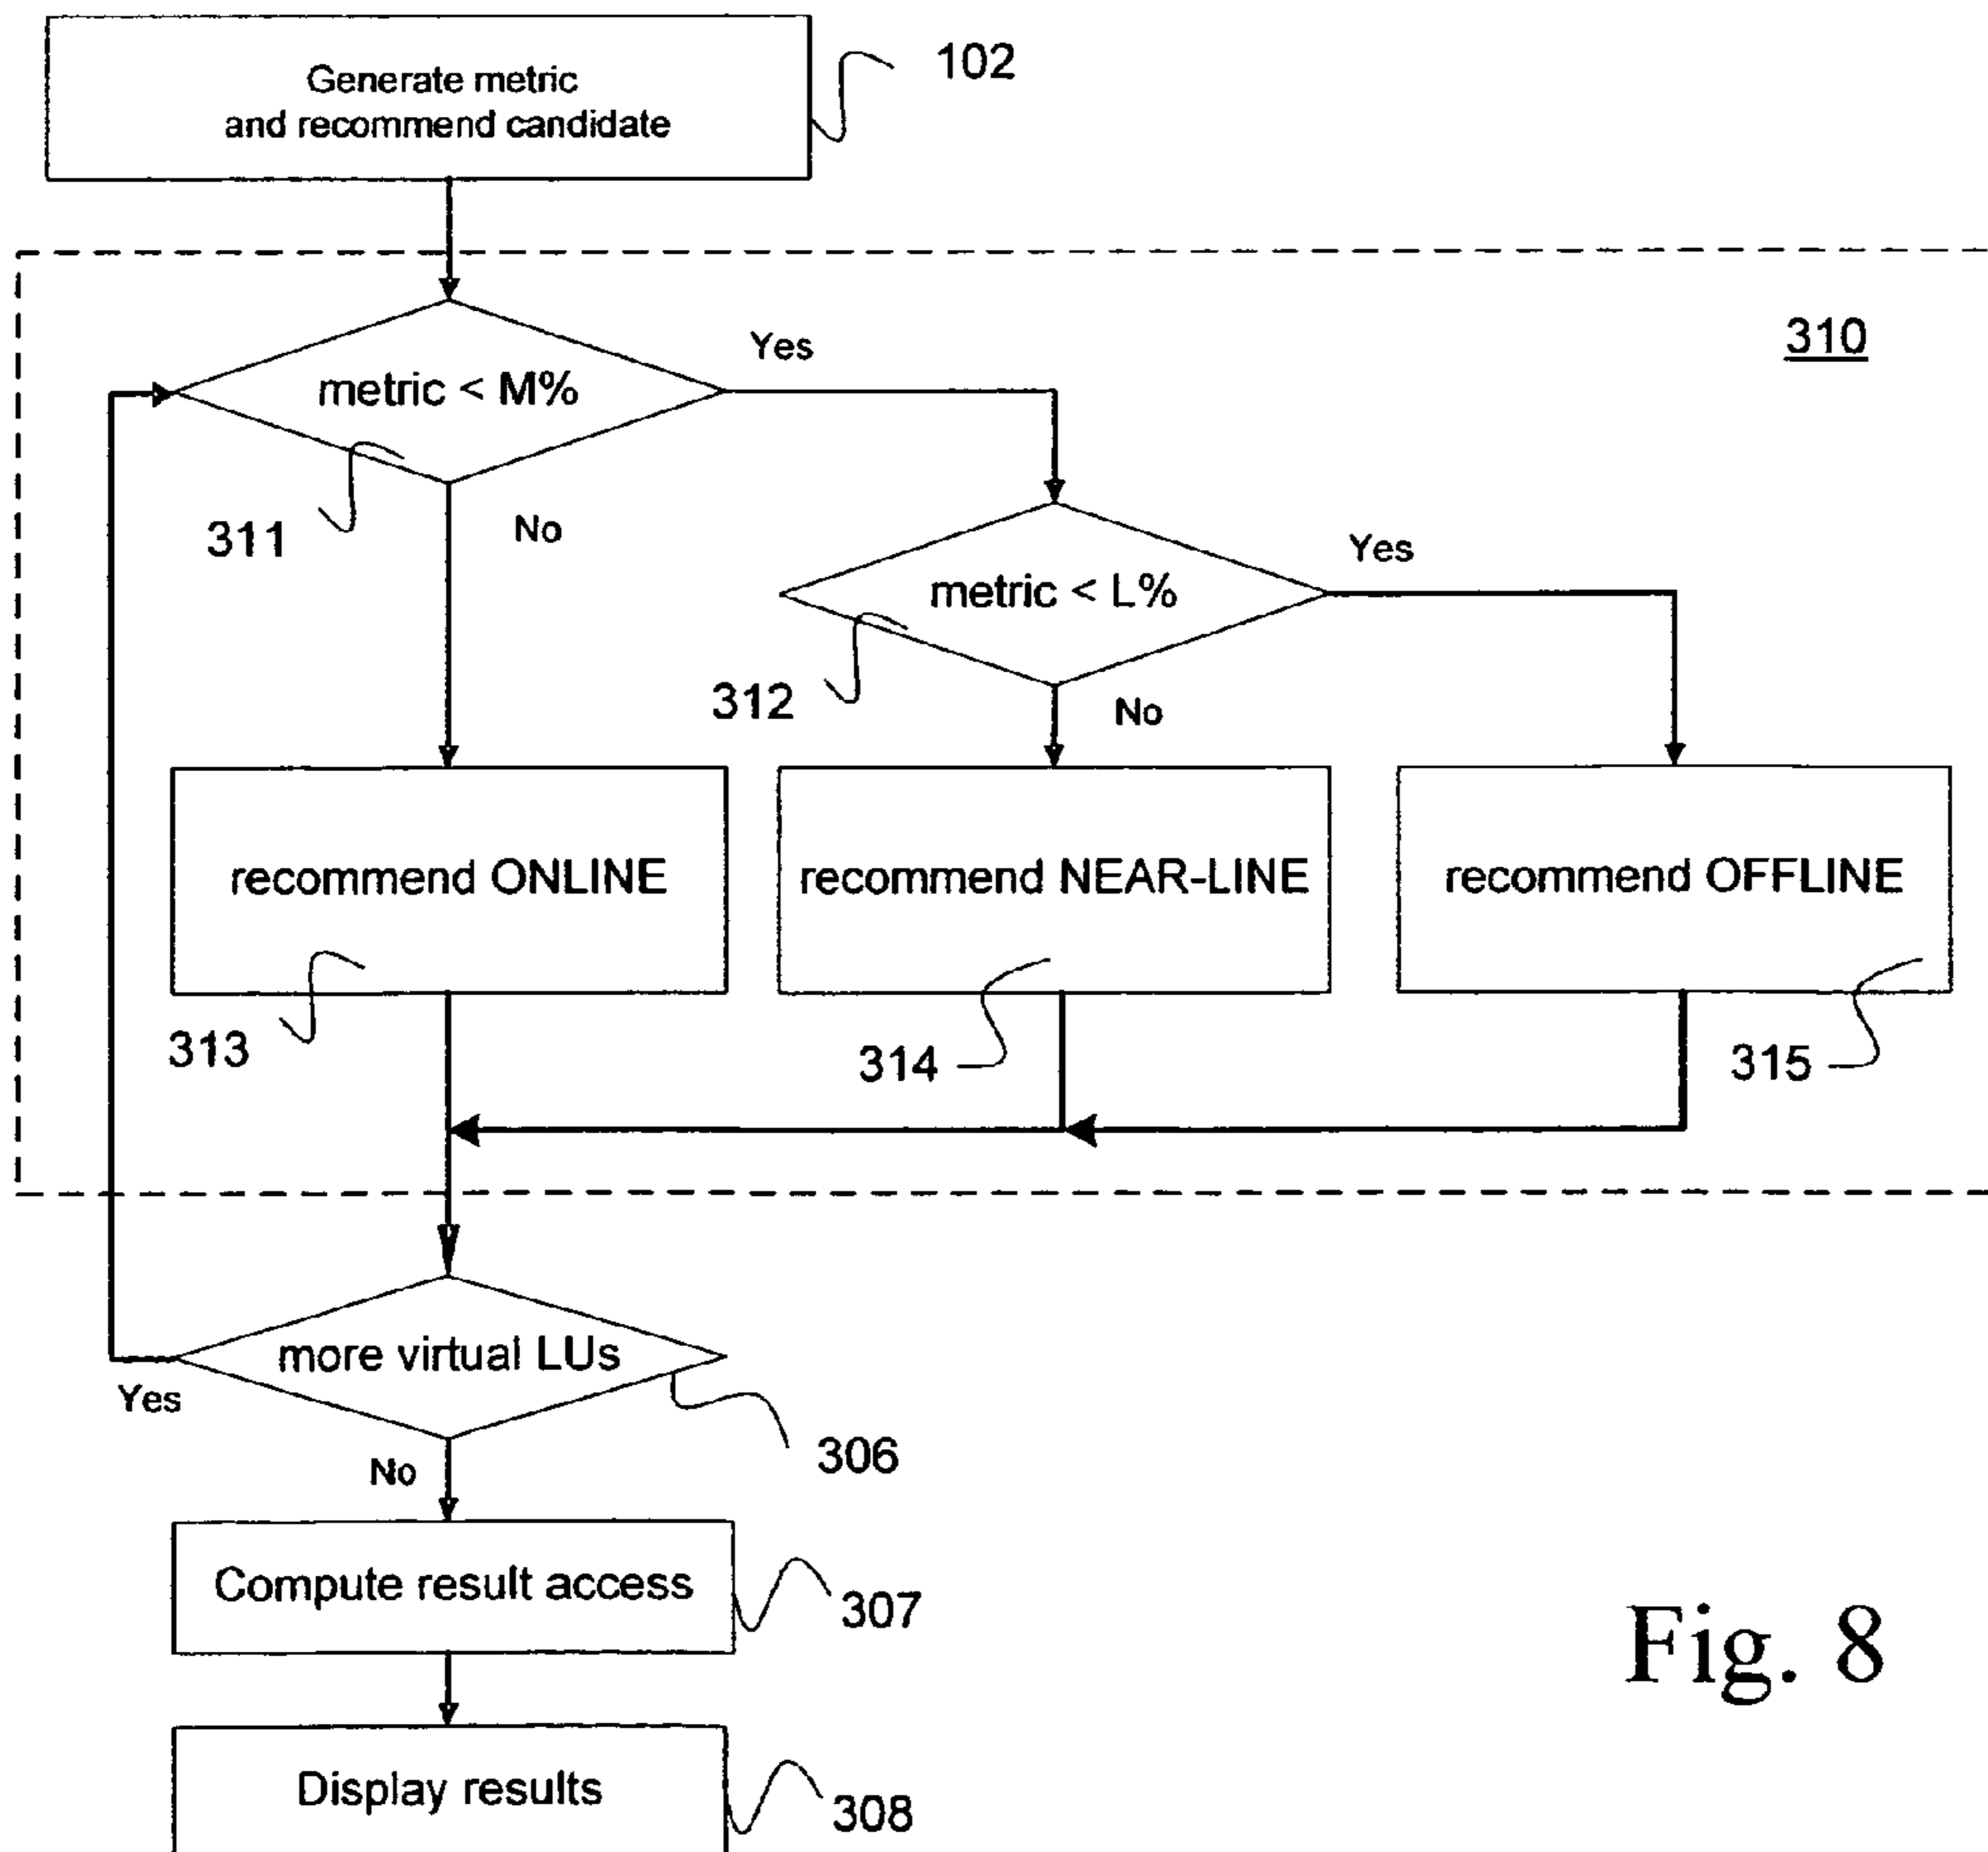 Generate metric
and recommend candidate
102
310
metric < M%
Yes
311
No
metric < L%
Yes
312
No
recommend ONLINE
recommend NEAR-LINE
recommend OFFLINE
313
314
315
more virtual LUs
Yes
306
No
Compute result access
307
Display results
308
Fig. 8